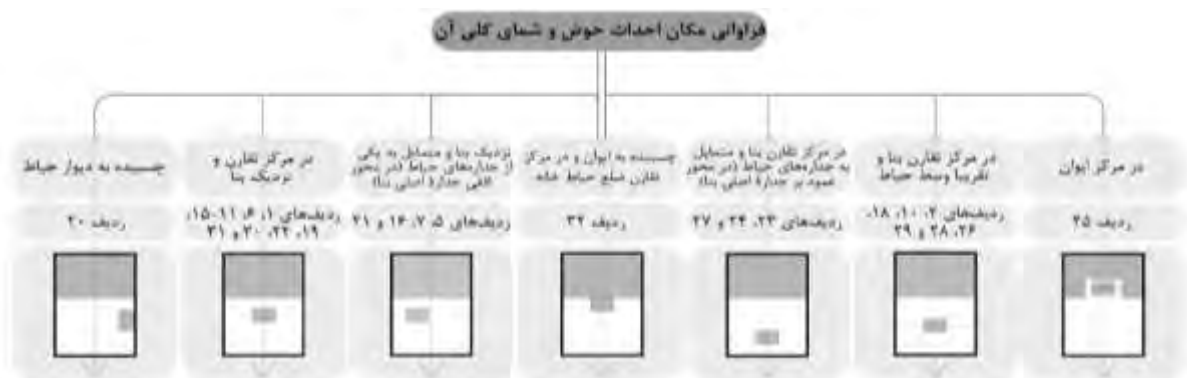 فراوانی مکان احداث حوض و شمای کلی آن
در مرکز ایوان
ردیف ۲۵
در مرکز تقارن بنا و
تقریبا وسط حیاط
ردیف‌های ۲، ۱۰، ۱۸،
۲۶، ۲۸ و ۲۹
در مرکز تقارن بنا و متمایل
به جداره‌های حیاط (در محور
عمود بر جدارهٔ اصلی بنا)
ردیف‌های ۲۳، ۲۴ و ۲۷
چسبیده به ایوان و در مرکز
تقارن ضلع حیاط خانه
ردیف ۳۲
نزدیک بنا و متمایل به یکی
از جداره‌های حیاط (در محور
افقی جدارهٔ اصلی بنا)
ردیف‌های ۵، ۷، ۱۶ و ۲۱
در مرکز تقارن و
نزدیک بنا
ردیف‌های ۱، ۶، ۱۱-۱۵،
۱۹، ۲۲، ۲۰ و ۳۱
چسبیده به دیوار حیاط
ردیف ۳۰